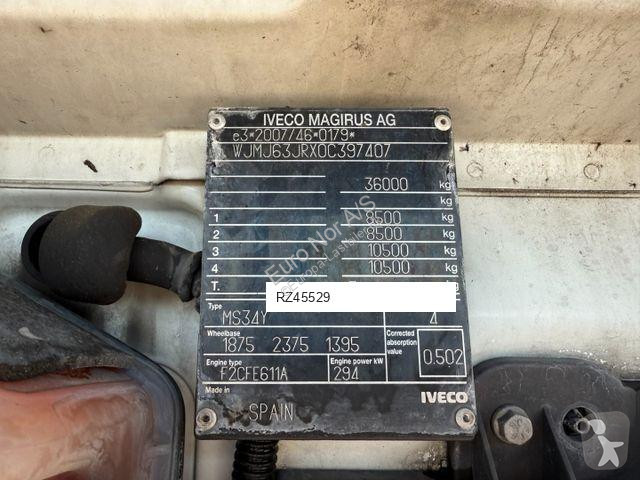 IVECO MAGIRUS AG
e3*2007/46*0179*
WJMJ63JRX0C397407
36000 kg
kg
1 8500 kg
2 8500 kg
3 10500 kg
4 10500 kg
T. kg
Euro Nor A/S
RZ45529
Type MS34Y 4
Wheelbase 1875 2375 1395
Corrected absorption value 0.502
Engine type F2CFE611A
Engine power kW 294
Made in SPAIN
IVECO